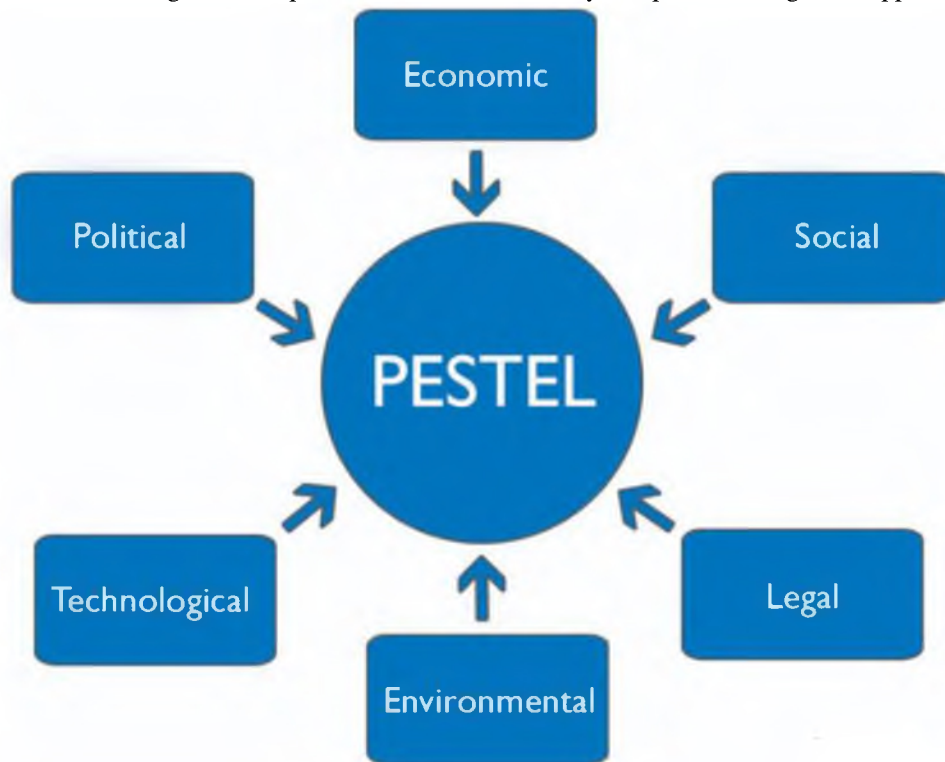 Economic
Political
Social
PESTEL
Technological
Legal
Environmental